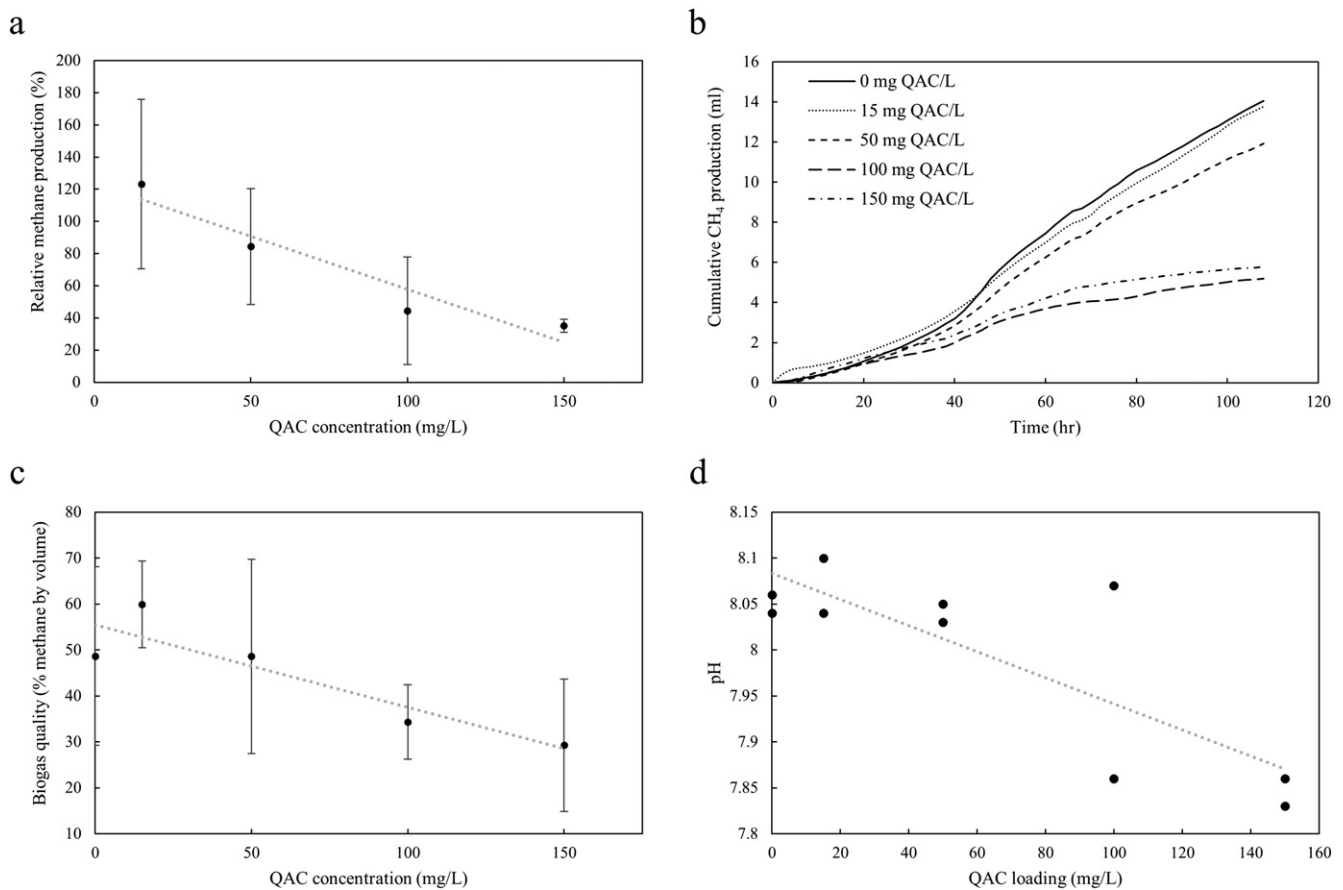 a
Relative methane production (%)
200
180
160
140
120
100
80
60
40
20
0
0 50 100 150
QAC concentration (mg/L)
b
Cumulative CH4 production (ml)
16
14
12
10
8
6
4
2
0
0 mg QAC/L
15 mg QAC/L
50 mg QAC/L
100 mg QAC/L
150 mg QAC/L
0 20 40 60 80 100 120
Time (hr)
c
Biogas quality (% methane by volume)
80
70
60
50
40
30
20
10
0 50 100 150
QAC concentration (mg/L)
d
pH
8.15
8.1
8.05
8
7.95
7.9
7.85
7.8
0 20 40 60 80 100 120 140 160
QAC loading (mg/L)